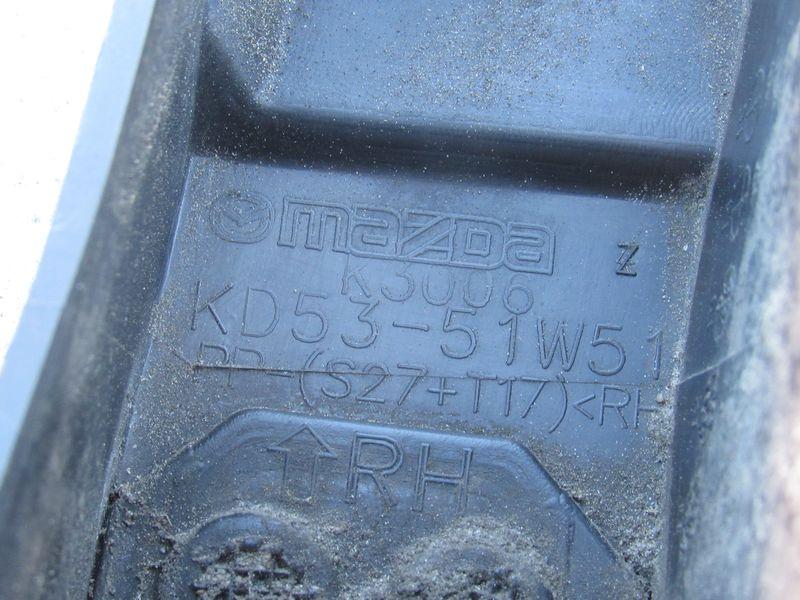 mazda Z
K3006
KD53-51W51
PP-(S27+T17)<RH
RH